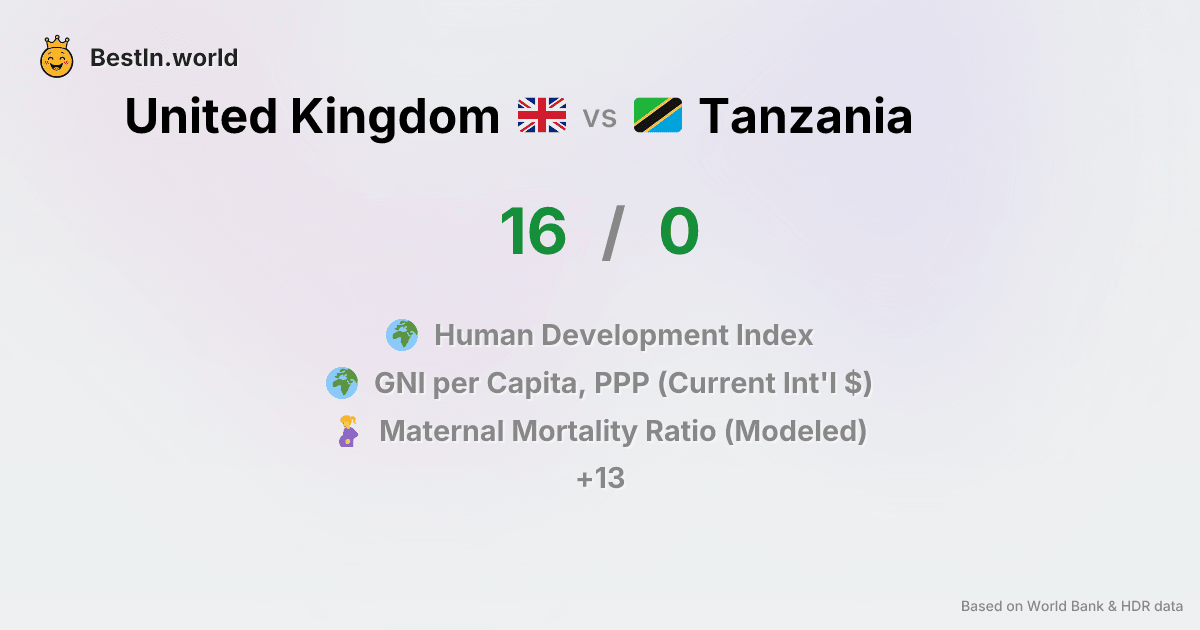 BestIn.world
United Kingdom vs Tanzania
16 / 0
Human Development Index
GNI per Capita, PPP (Current Int'l $)
Maternal Mortality Ratio (Modeled)
+13
Based on World Bank & HDR data